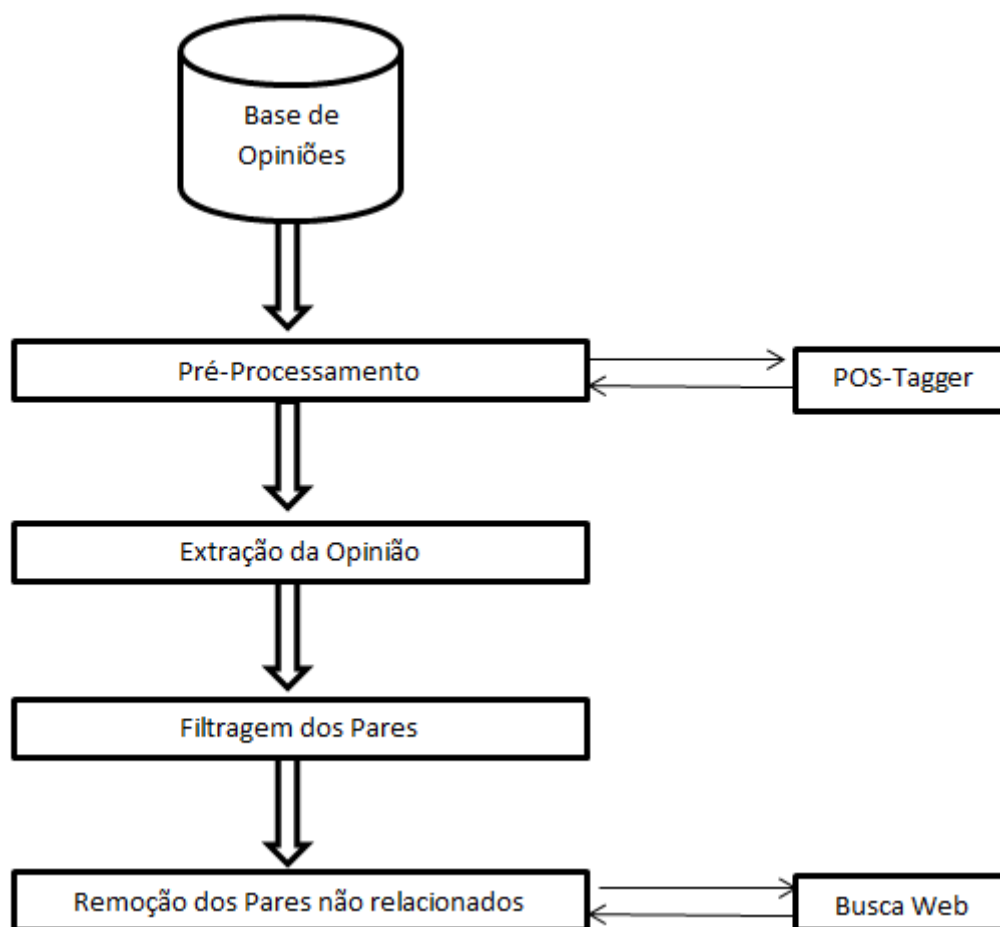 Base de
Opiniões
Pré-Processamento
POS-Tagger
Extração da Opinião
Filtragem dos Pares
Remoção dos Pares não relacionados
Busca Web